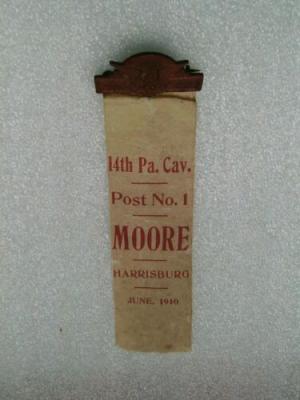 14th Pa. Cav.
Post No. 1
MOORE
HARRISBURG
JUNE, 1910